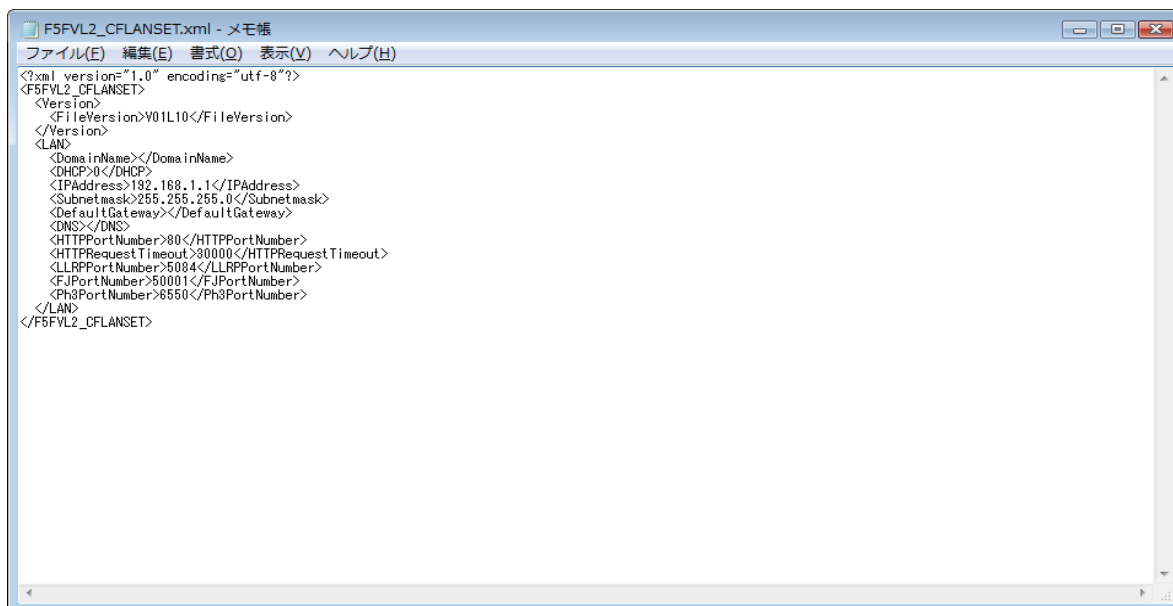 F5FVL2_CFLANSET.xml - メモ帳
ファイル(F) 編集(E) 書式(O) 表示(V) ヘルプ(H)
<?xml version="1.0" encoding="utf-8"?>
<F5FVL2_CFLANSET>
  <Version>
    <FileVersion>V01L10</FileVersion>
  </Version>
  <LAN>
    <DomainName></DomainName>
    <DHCP>0</DHCP>
    <IPAddress>192.168.1.1</IPAddress>
    <Subnetmask>255.255.255.0</Subnetmask>
    <DefaultGateway></DefaultGateway>
    <DNS></DNS>
    <HTTPPortNumber>80</HTTPPortNumber>
    <HTTPRequestTimeout>30000</HTTPRequestTimeout>
    <LLRPPortNumber>5084</LLRPPortNumber>
    <FJPortNumber>50001</FJPortNumber>
    <Ph3PortNumber>6550</Ph3PortNumber>
  </LAN>
</F5FVL2_CFLANSET>